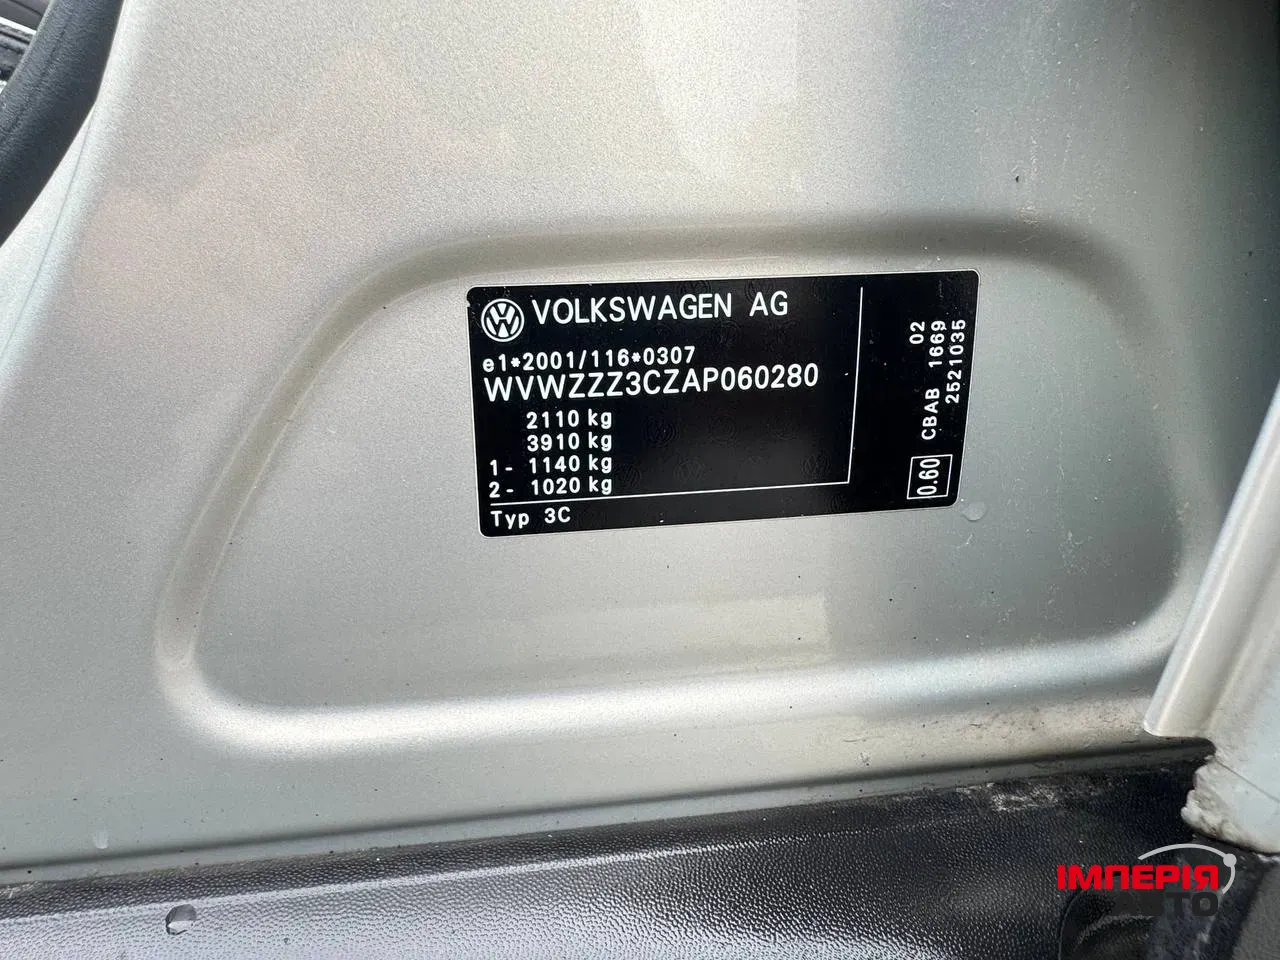 VOLKSWAGEN AG
e1*2001/116*0307
WVWZZZ3CZAP060280
2110 kg
3910 kg
1- 1140 kg
2- 1020 kg
Typ 3C
02
CBAB 1669
2521035
0.60
ІМПЕРІЯ
АВТО